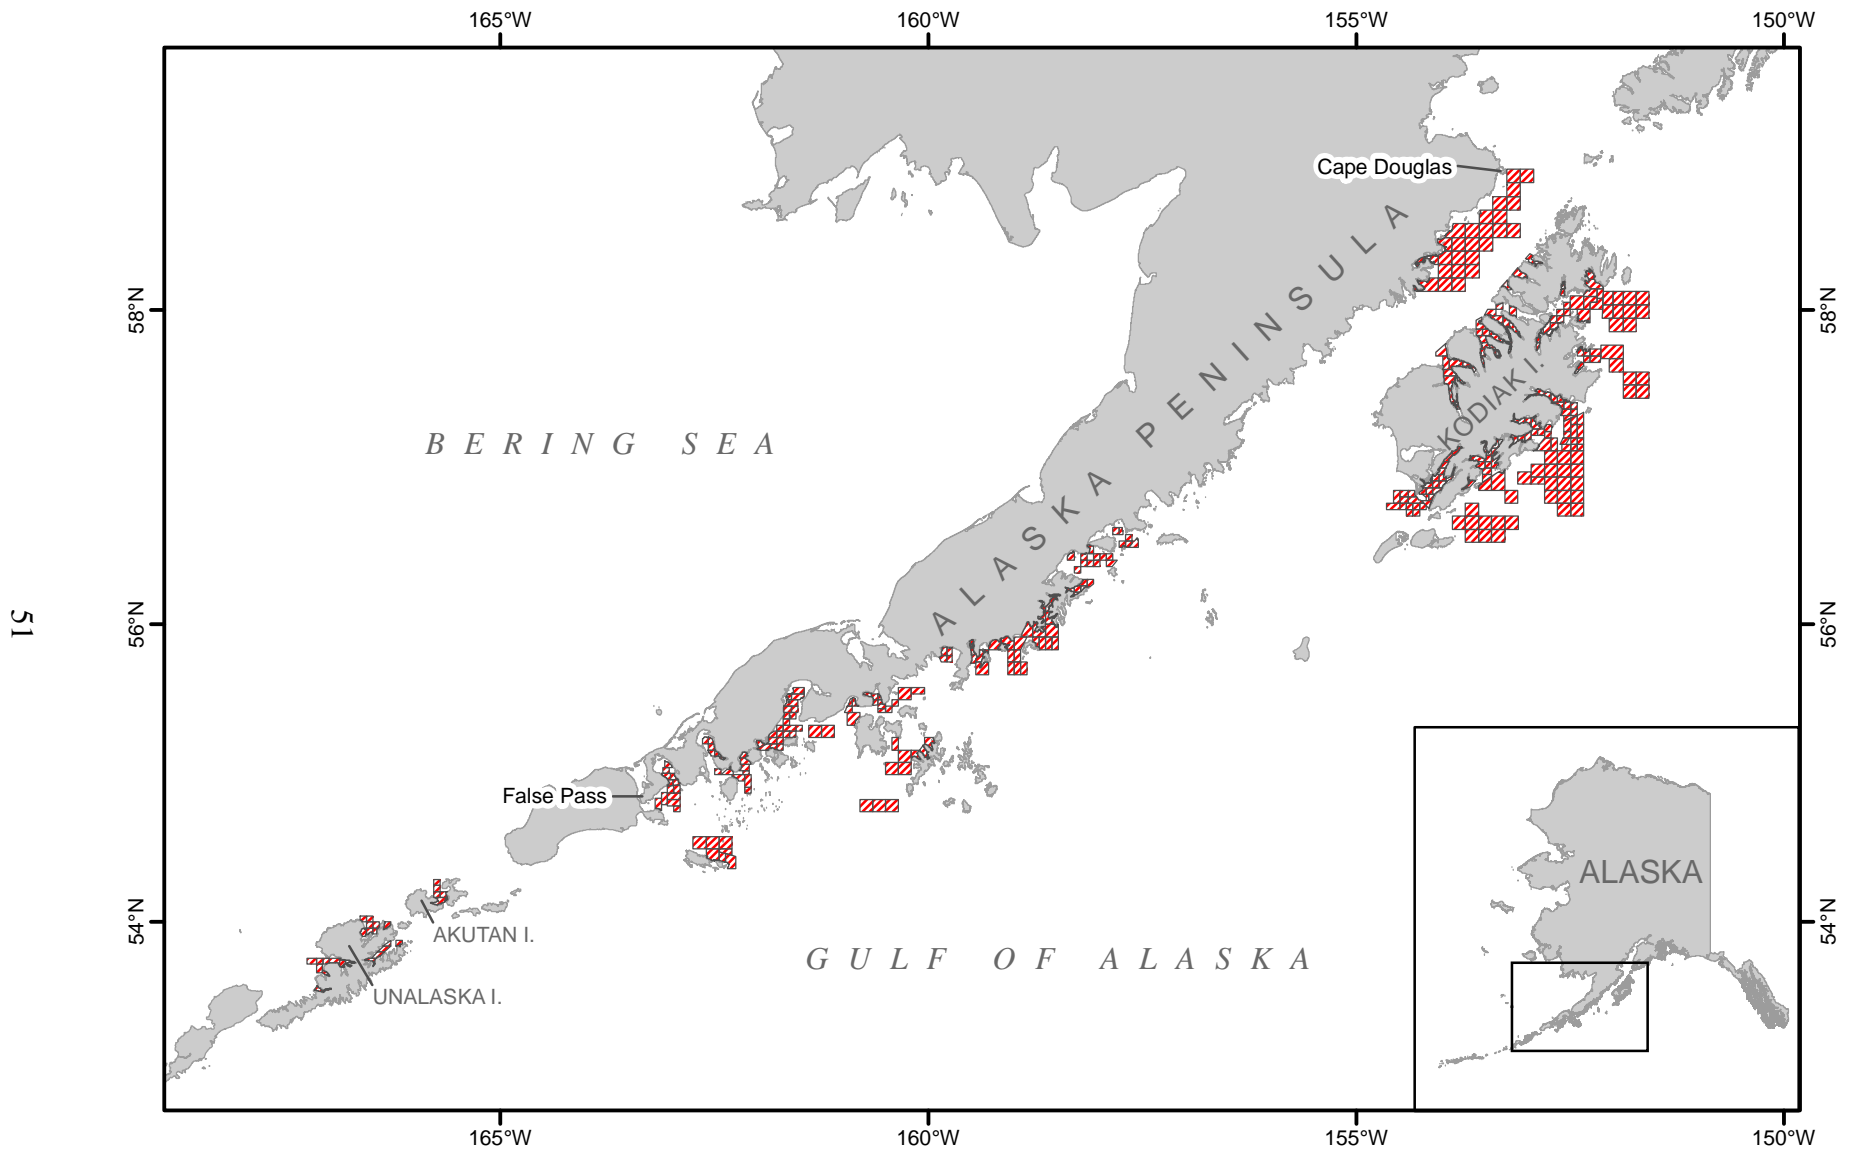 165°W 160°W 155°W 150°W
Cape Douglas
58°N 58°N
ALASKA PENINSULA
KODIAK I.
BERING SEA
56°N 56°N
51
False Pass
ALASKA
54°N 54°N
AKUTAN I.
GULF OF ALASKA
UNALASKA I.
165°W 160°W 155°W 150°W